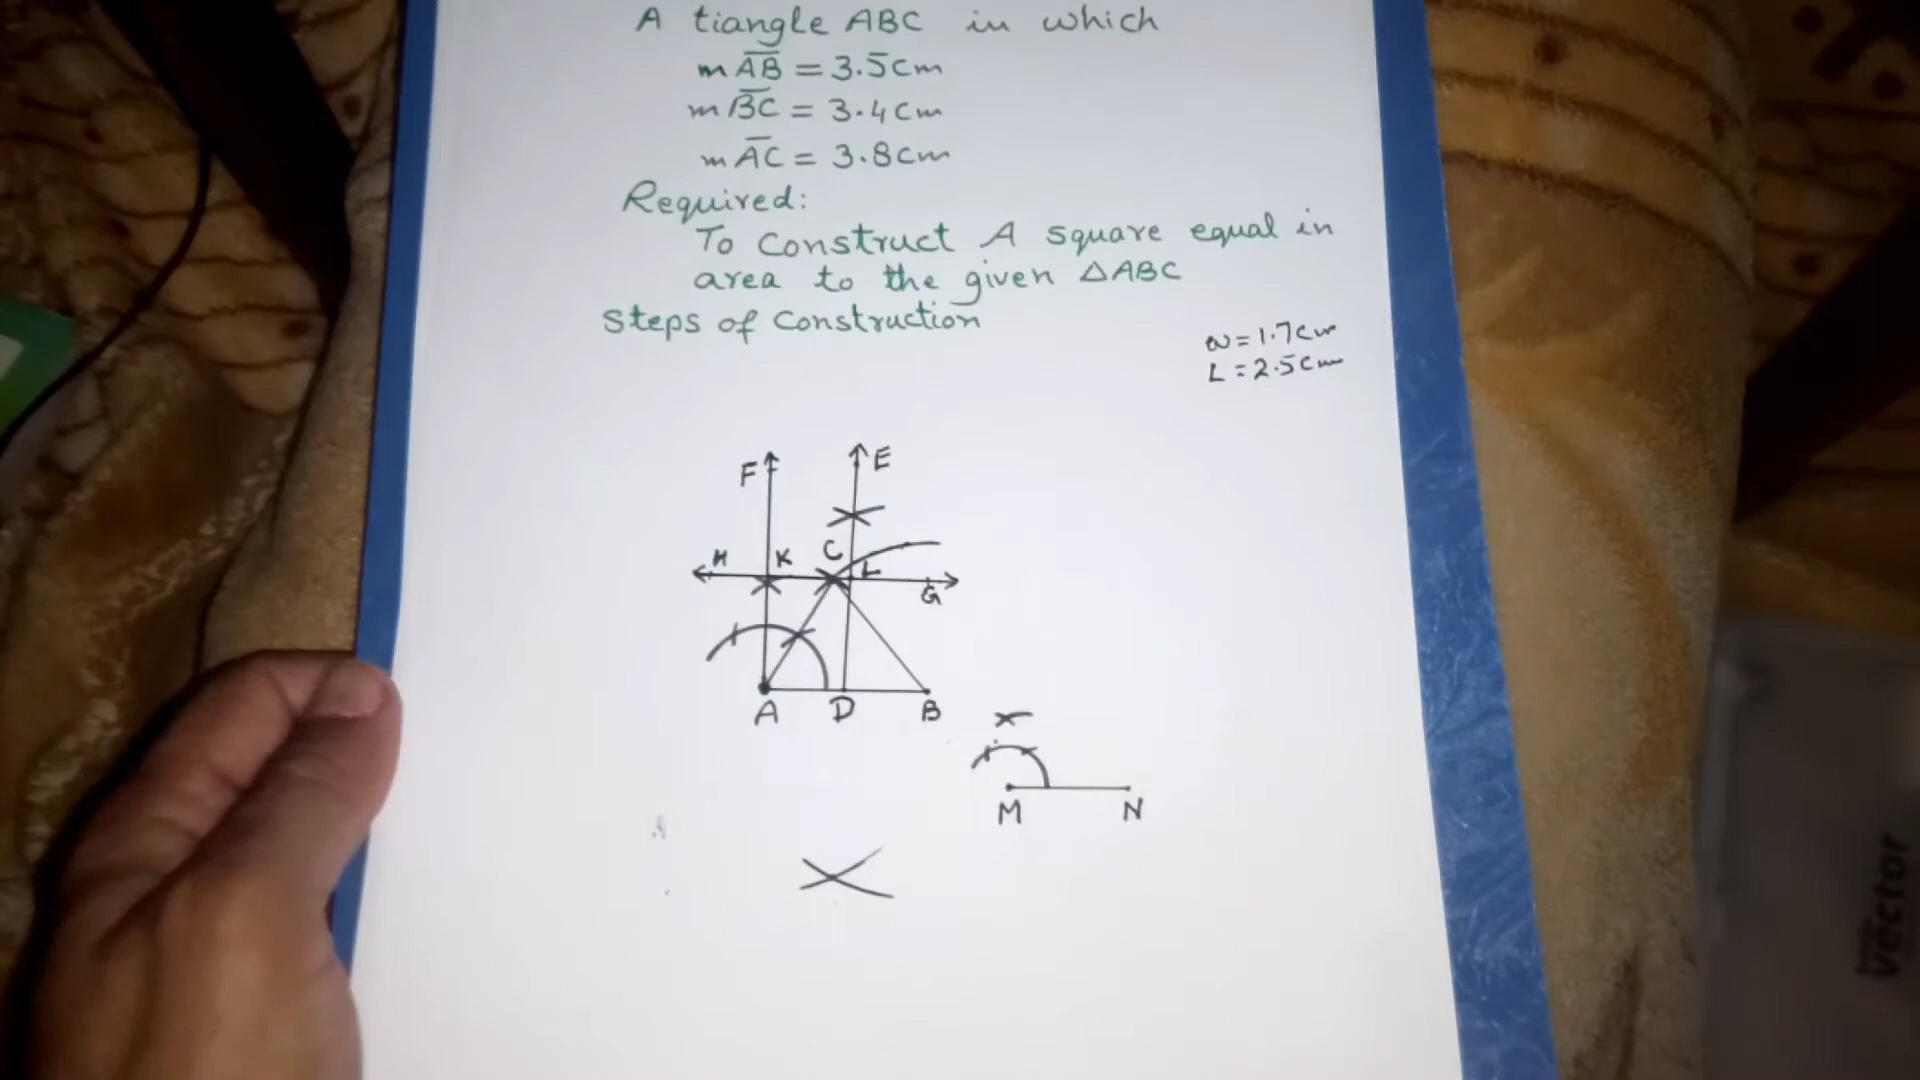 A tiangle ABC in which
mAB = 3.5cm
mBC = 3.4cm
mAC = 3.8cm
Required:
To Construct A square equal in
area to the given △ABC
Steps of Construction
w = 1.7cm
L = 2.5cm
F
E
H K C L
G
A D B
M N
Vector